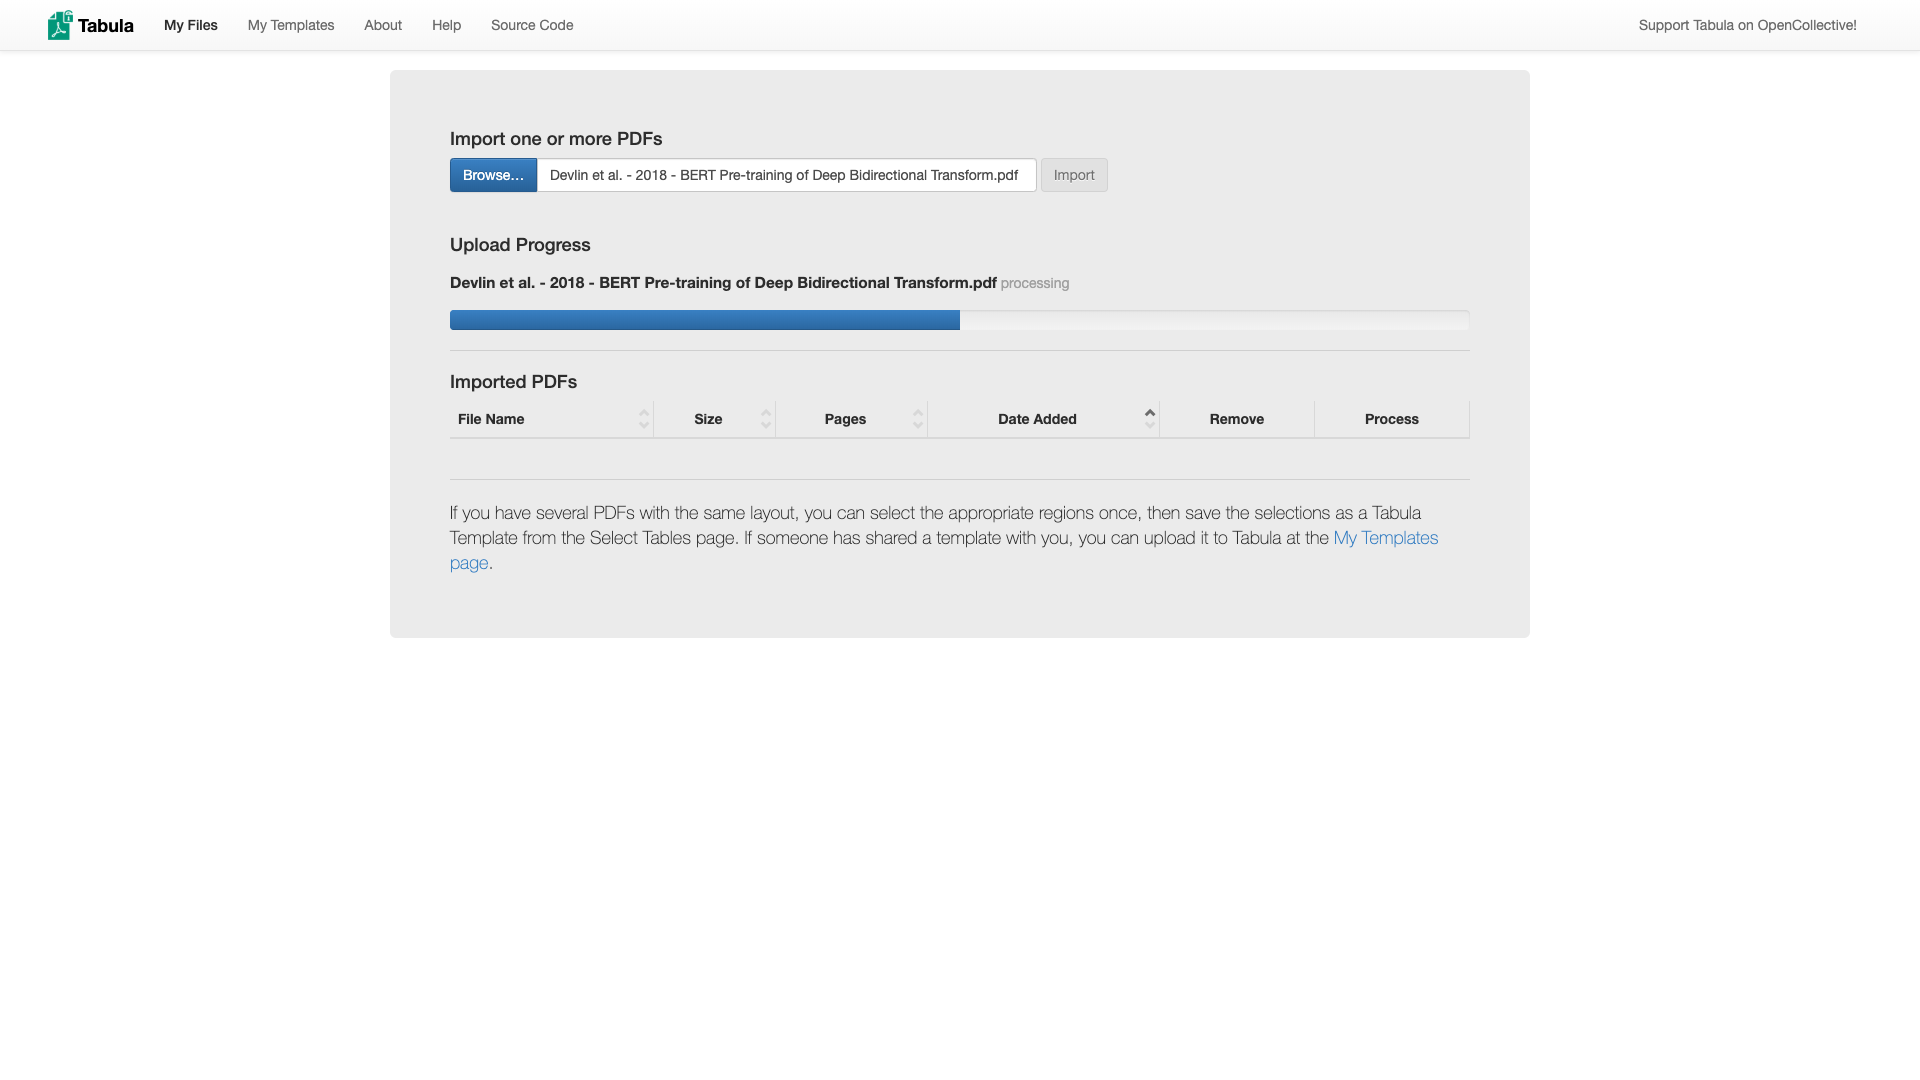 Tabula My Files My Templates About Help Source Code Support Tabula on OpenCollective!
Import one or more PDFs
Browse... Devlin et al. - 2018 - BERT Pre-training of Deep Bidirectional Transform.pdf Import
Upload Progress
Devlin et al. - 2018 - BERT Pre-training of Deep Bidirectional Transform.pdf processing
Imported PDFs
File Name Size Pages Date Added Remove Process
If you have several PDFs with the same layout, you can select the appropriate regions once, then save the selections as a Tabula
Template from the Select Tables page. If someone has shared a template with you, you can upload it to Tabula at the My Templates
page.